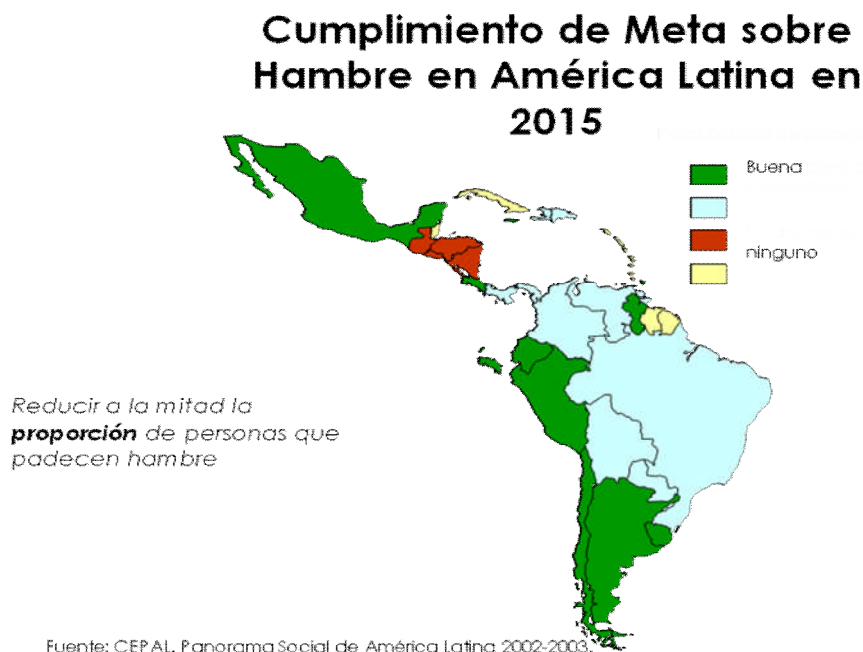 Cumplimiento de Meta sobre
Hambre en América Latina en
2015
Buena
ninguno
Reducir a la mitad la
proporción de personas que
padecen hambre
Fuente: CEPAL, Panorama Social de América Latina 2002-2003.